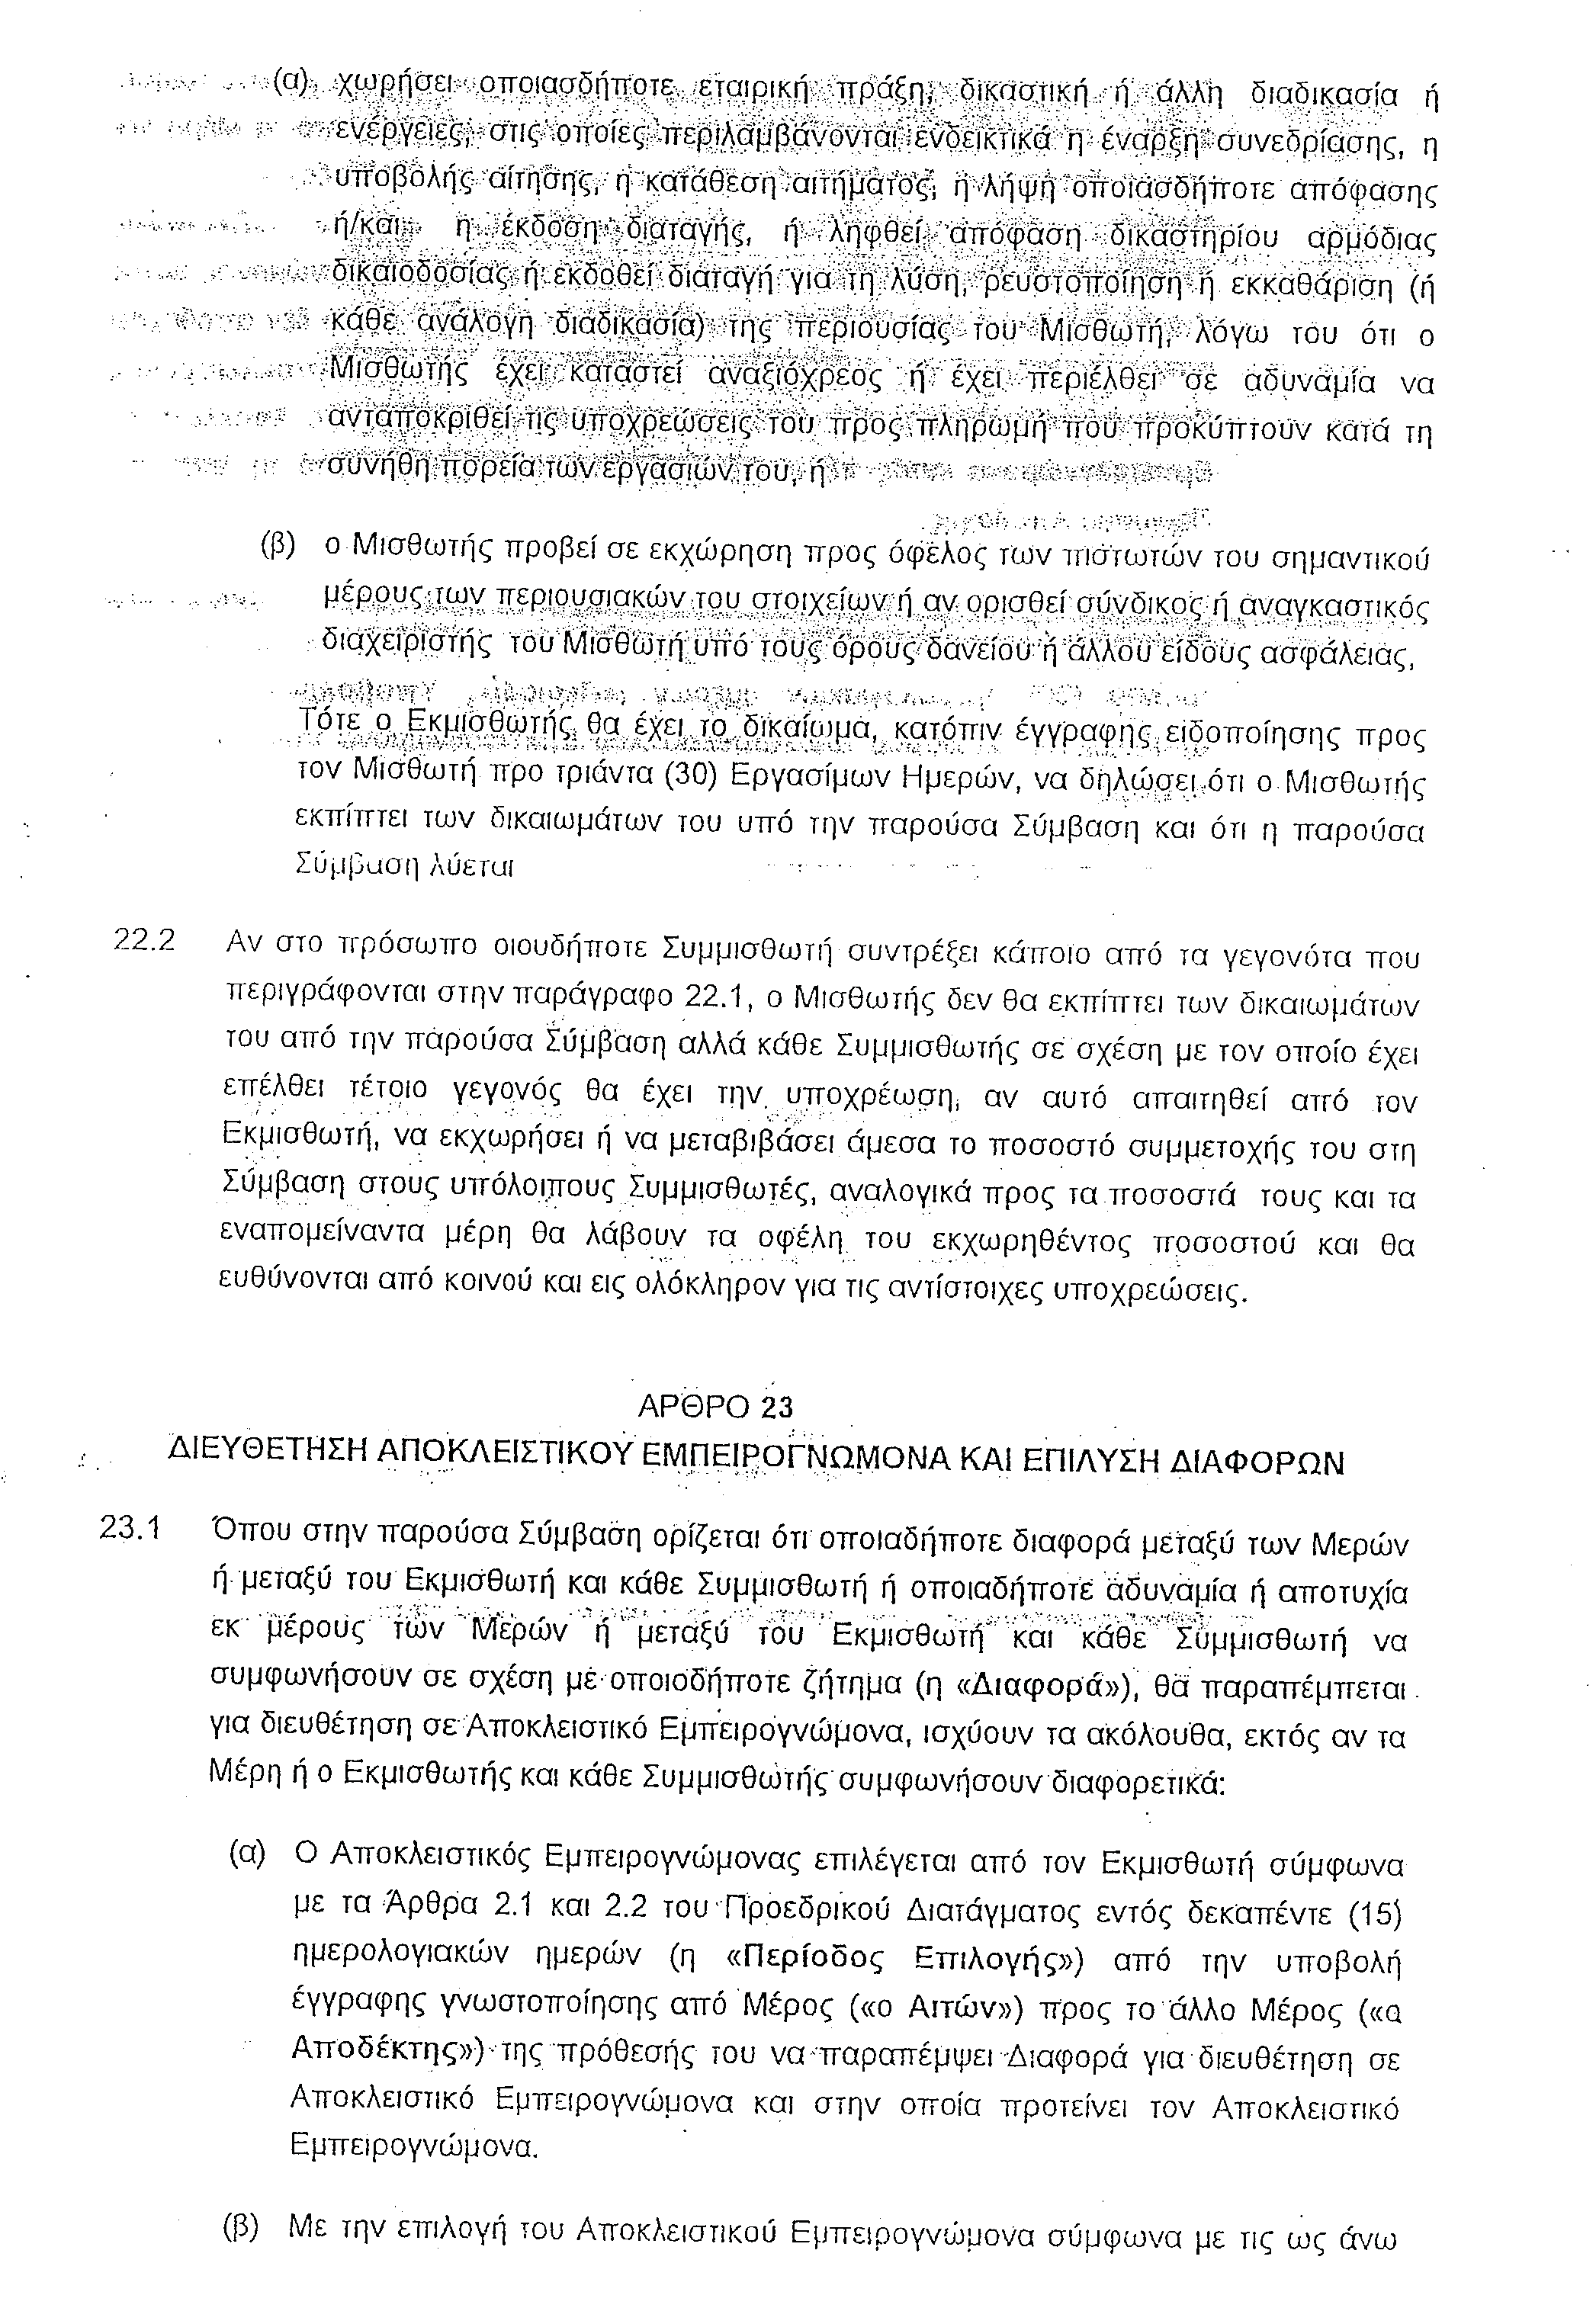 (α) χωρήσει οποιασδήποτε εταιρική πράξη, δικαστική ή άλλη διαδικασία ή
ενέργειες, στις οποίες περιλαμβάνονται ενδεικτικά η έναρξη συνεδρίασης, η
υποβολής αίτησης, η κατάθεση αιτήματος, η λήψη οποιασδήποτε απόφασης
ή/και η έκδοση διαταγής, ή ληφθεί απόφαση δικαστηρίου αρμόδιας
δικαιοδοσίας ή εκδοθεί διαταγή για τη λύση, ρευστοποίηση ή εκκαθάριση (ή
κάθε ανάλογη διαδικασία) της περιουσίας του Μισθωτή, λόγω του ότι ο
Μισθωτής έχει καταστεί αναξιόχρεος ή έχει περιέλθει σε αδυναμία να
ανταποκριθεί τις υποχρεώσεις του προς πληρωμή που προκύπτουν κατά τη
συνήθη πορεία των εργασιών του, ή
(β) ο Μισθωτής προβεί σε εκχώρηση προς όφελος των πιστωτών του σημαντικού
μέρους των περιουσιακών του στοιχείων ή αν ορισθεί σύνδικος ή αναγκαστικός
διαχειριστής του Μισθωτή υπό τους όρους δανείου ή άλλου είδους ασφάλειας,
Τότε ο Εκμισθωτής θα έχει το δικαίωμα, κατόπιν έγγραφης ειδοποίησης προς
τον Μισθωτή προ τριάντα (30) Εργασίμων Ημερών, να δηλώσει ότι ο Μισθωτής
εκπίπτει των δικαιωμάτων του υπό την παρούσα Σύμβαση και ότι η παρούσα
Σύμβαση λύεται
22.2 Αν στο πρόσωπο οιουδήποτε Συμμισθωτή συντρέξει κάποιο από τα γεγονότα που
περιγράφονται στην παράγραφο 22.1, ο Μισθωτής δεν θα εκπίπτει των δικαιωμάτων
του από την παρούσα Σύμβαση αλλά κάθε Συμμισθωτής σε σχέση με τον οποίο έχει
επέλθει τέτοιο γεγονός θα έχει την υποχρέωση, αν αυτό απαιτηθεί από τον
Εκμισθωτή, να εκχωρήσει ή να μεταβιβάσει άμεσα το ποσοστό συμμετοχής του στη
Σύμβαση στους υπόλοιπους Συμμισθωτές, αναλογικά προς τα ποσοστά τους και τα
εναπομείναντα μέρη θα λάβουν τα οφέλη του εκχωρηθέντος ποσοστού και θα
ευθύνονται από κοινού και εις ολόκληρον για τις αντίστοιχες υποχρεώσεις.
ΑΡΘΡΟ 23
ΔΙΕΥΘΕΤΗΣΗ ΑΠΟΚΛΕΙΣΤΙΚΟΥ ΕΜΠΕΙΡΟΓΝΩΜΟΝΑ ΚΑΙ ΕΠΙΛΥΣΗ ΔΙΑΦΟΡΩΝ
23.1 Όπου στην παρούσα Σύμβαση ορίζεται ότι οποιαδήποτε διαφορά μεταξύ των Μερών
ή μεταξύ του Εκμισθωτή και κάθε Συμμισθωτή ή οποιαδήποτε αδυναμία ή αποτυχία
εκ μέρους των Μερών ή μεταξύ του Εκμισθωτή και κάθε Συμμισθωτή να
συμφωνήσουν σε σχέση με οποιοδήποτε ζήτημα (η «Διαφορά»), θα παραπέμπεται
για διευθέτηση σε Αποκλειστικό Εμπειρογνώμονα, ισχύουν τα ακόλουθα, εκτός αν τα
Μέρη ή ο Εκμισθωτής και κάθε Συμμισθωτής συμφωνήσουν διαφορετικά:
(α) Ο Αποκλειστικός Εμπειρογνώμονας επιλέγεται από τον Εκμισθωτή σύμφωνα
με τα Άρθρα 2.1 και 2.2 του Προεδρικού Διατάγματος εντός δεκαπέντε (15)
ημερολογιακών ημερών (η «Περίοδος Επιλογής») από την υποβολή
έγγραφης γνωστοποίησης από Μέρος («ο Αιτών») προς το άλλο Μέρος («ο
Αποδέκτης») της πρόθεσής του να παραπέμψει Διαφορά για διευθέτηση σε
Αποκλειστικό Εμπειρογνώμονα και στην οποία προτείνει τον Αποκλειστικό
Εμπειρογνώμονα.
(β) Με την επιλογή του Αποκλειστικού Εμπειρογνώμονα σύμφωνα με τις ως άνω